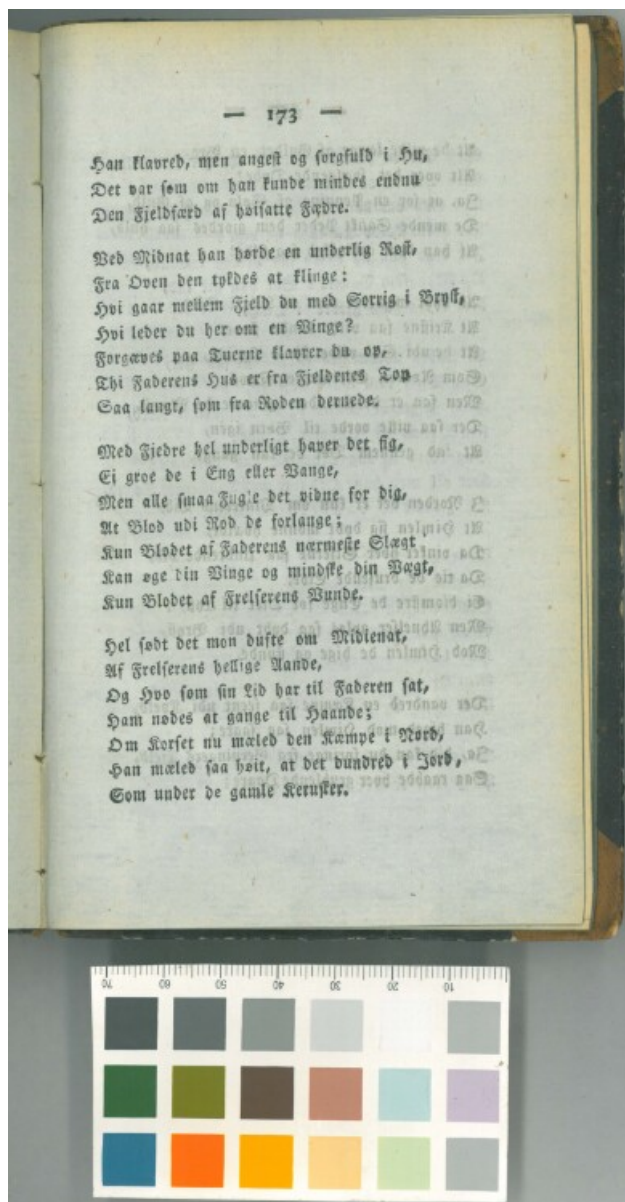 — 173 —
Han klavred, men angest og sorgfuld i Hu,
Det var som om han kunde mindes endnu
Den Fjeldfærd af høisatte Fædre.
Ved Midnat han hørde en underlig Røst,
Fra Oven den tyktes at klinge:
Hvi gaar mellem Fjeld du med Sorrig i Bryst,
Hvi leder du her om en Vinge?
Forgæves paa Tuerne klavrer du op,
Thi Faderens Hus er fra Fjeldenes Top
Saa langt, som fra Roden dernede.
Med Fjedre hel underligt haver det sig,
Ei groe de i Eng eller Vange,
Men alle smaa Fugle det vidne for dig,
At Blod udi Rod de forlange;
Kun Blodet af Faderens nærmeste Slægt
Kan øge din Vinge og mindske din Vægt,
Kun Blodet af Frelserens Vunde.
Hel sødt det mon dufte om Midienat,
Af Frelserens hellige Aande,
Og Hvo som sin Lid har til Faderen sat,
Ham nødes at gange til Haande;
Om Korset nu mæled den Kæmpe i Nord,
Han mæled saa høit, at det dundred i Jord,
Som under de gamle Kerusker.
70 60 50 40 30 20 10